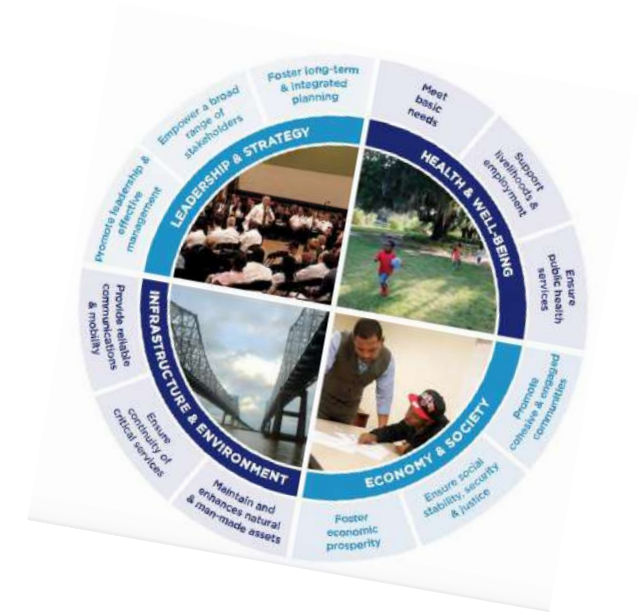 LEADERSHIP & STRATEGY
Promote leadership &
effective
management
Empower a broad
range of
stakeholders
Foster long-term
& integrated
planning
HEALTH & WELL-BEING
Meet
basic
needs
Support
livelihoods &
employment
Ensure
public health
services
ECONOMY & SOCIETY
Promote
cohesive & engaged
communities
Ensure social
stability, security
& justice
Foster
economic
prosperity
INFRASTRUCTURE & ENVIRONMENT
Maintain and
enhances natural
& man-made assets
Ensure
continuity of
critical services
Provide reliable
communications
& mobility